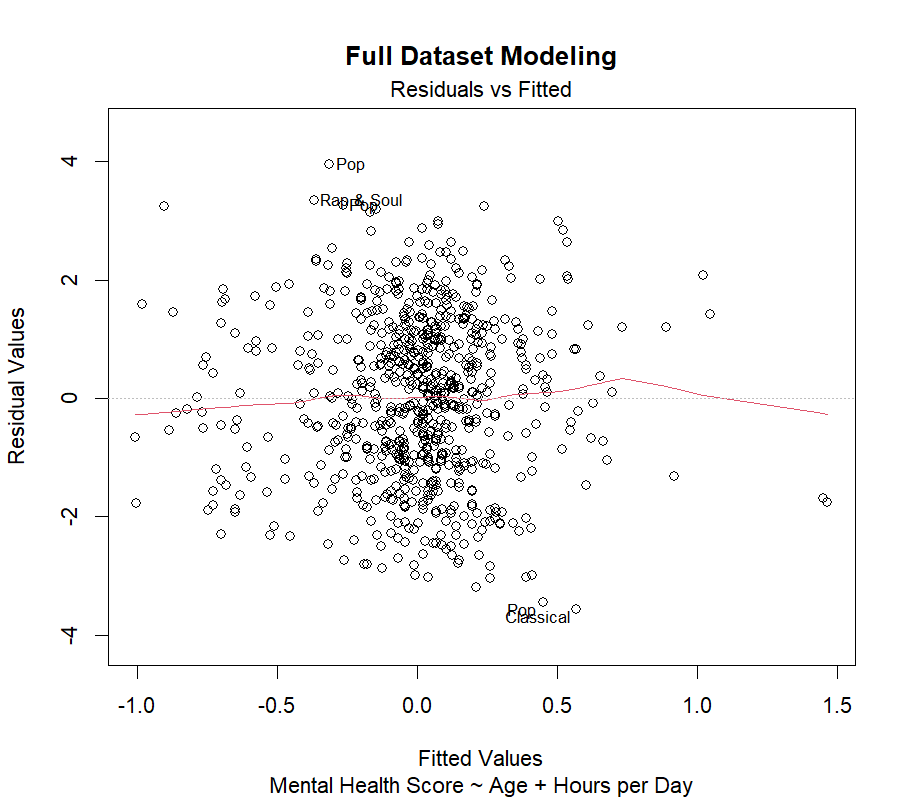 Full Dataset Modeling
Residuals vs Fitted
4
2
0
-2
-4
Residual Values
Pop
Rap & Soul
Pop
Pop
Classical
-1.0 -0.5 0.0 0.5 1.0 1.5
Fitted Values
Mental Health Score ~ Age + Hours per Day